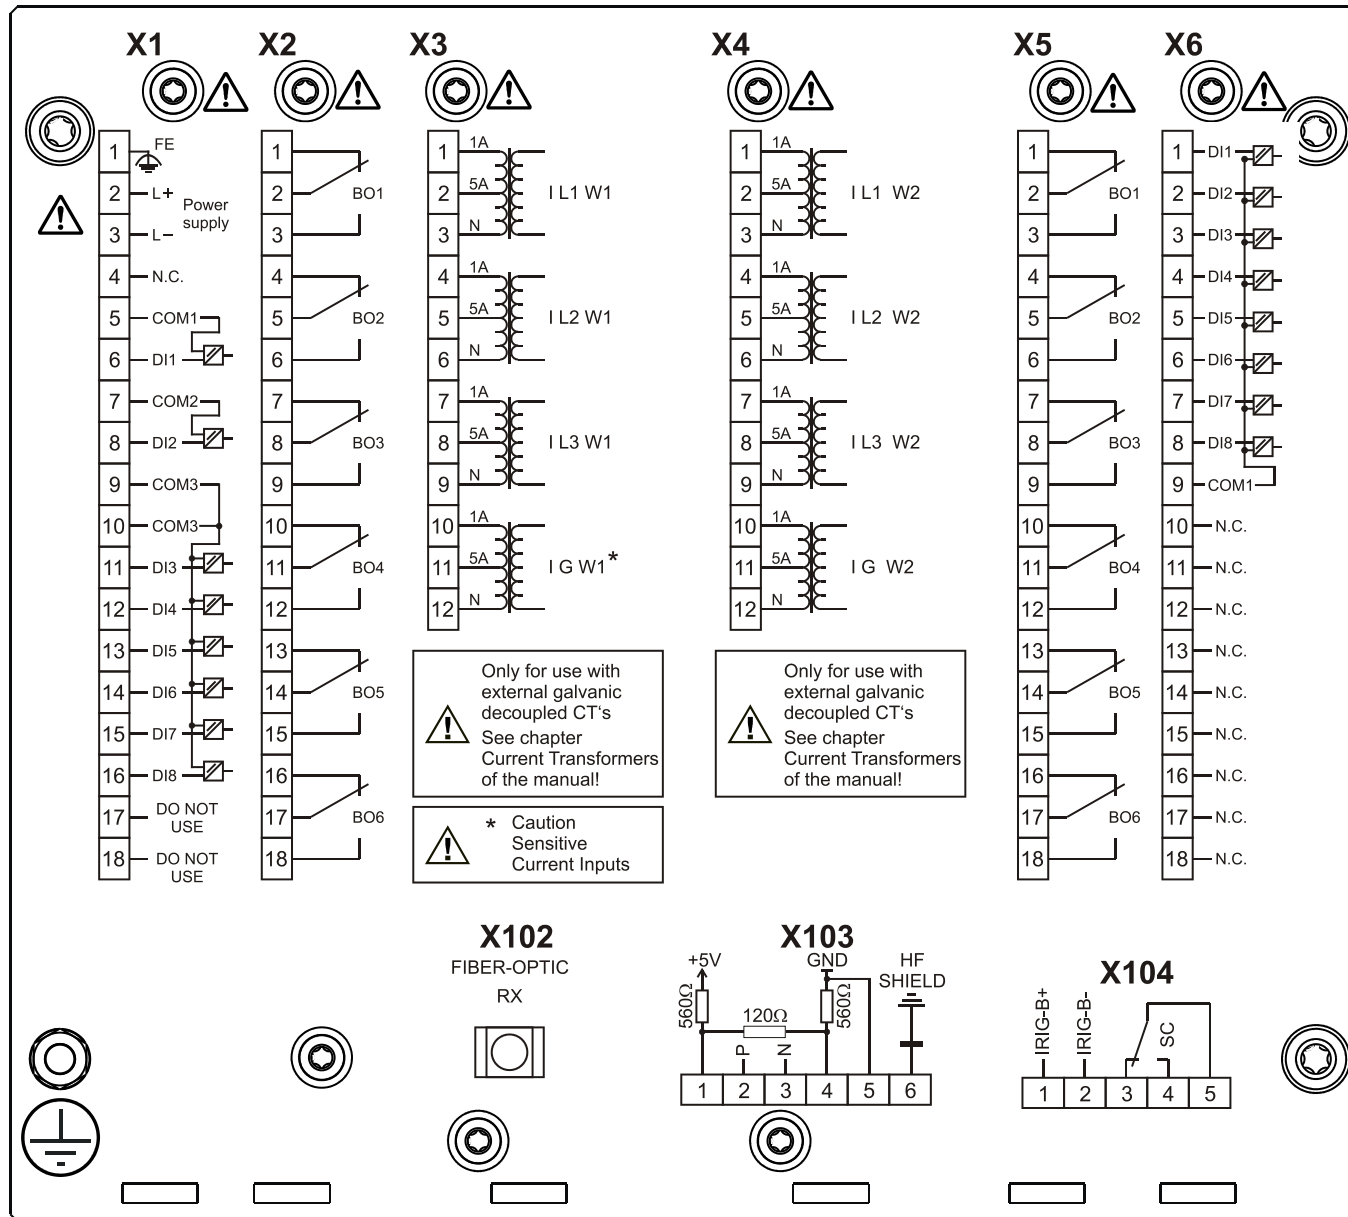 X1
1 FE
2 L+ Power
supply
3 L–
4 N.C.
5 COM1
6 DI1
7 COM2
8 DI2
9 COM3
10 COM3
11 DI3
12 DI4
13 DI5
14 DI6
15 DI7
16 DI8
17 DO NOT
USE
18 DO NOT
USE
X2
1
2 BO1
3
4
5 BO2
6
7
8 BO3
9
10
11 BO4
12
13
14 BO5
15
16
17 BO6
18
X3
1 1A
2 5A I L1 W1
3 N
4 1A
5 5A I L2 W1
6 N
7 1A
8 5A I L3 W1
9 N
10 1A
11 5A I G W1*
12 N
Only for use with
external galvanic
decoupled CT‘s
See chapter
Current Transformers
of the manual!
* Caution
Sensitive
Current Inputs
X4
1 1A
2 5A I L1 W2
3 N
4 1A
5 5A I L2 W2
6 N
7 1A
8 5A I L3 W2
9 N
10 1A
11 5A I G W2
12 N
Only for use with
external galvanic
decoupled CT‘s
See chapter
Current Transformers
of the manual!
X5
1
2 BO1
3
4
5 BO2
6
7
8 BO3
9
10
11 BO4
12
13
14 BO5
15
16
17 BO6
18
X6
1 DI1
2 DI2
3 DI3
4 DI4
5 DI5
6 DI6
7 DI7
8 DI8
9 COM1
10 N.C.
11 N.C.
12 N.C.
13 N.C.
14 N.C.
15 N.C.
16 N.C.
17 N.C.
18 N.C.
X102
FIBER-OPTIC
RX
X103
+5V GND HF
SHIELD
560Ω 120Ω 560Ω
P N
1 2 3 4 5 6
X104
IRIG-B+ IRIG-B- SC
1 2 3 4 5